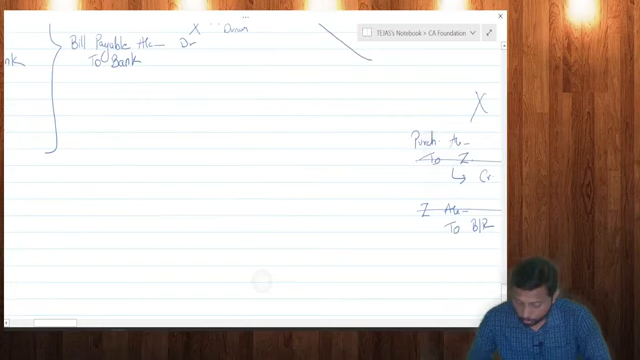 nk
X Drawn
Bill Payable A/c — Dr
To Bank
TEJAS's Notebook > CA Foundation
X
Purch. A/c —
To Z
↳ Cr.
Z A/c —
To B/R